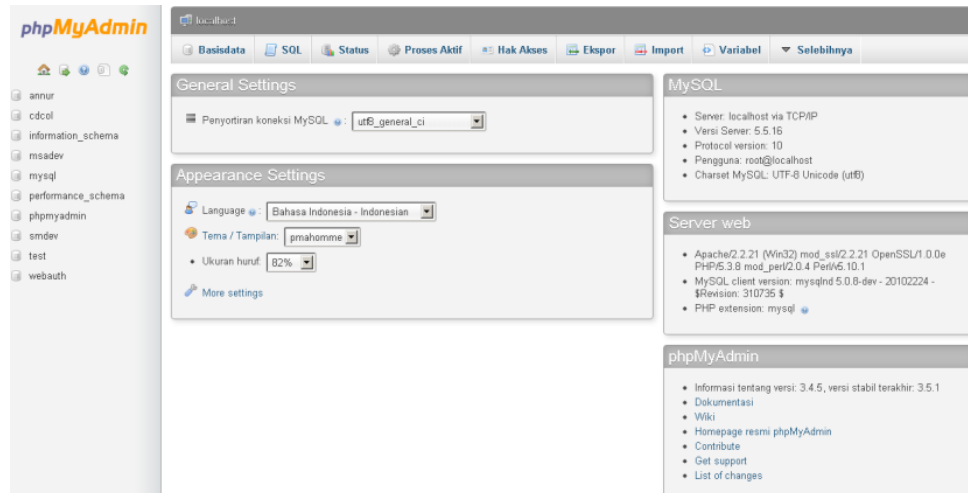 phpMyAdmin
localhost
Basisdata
SQL
Status
Proses Aktif
Hak Akses
Ekspor
Import
Variabel
Selebihnya
annur
cdcol
information_schema
msadev
mysql
performance_schema
phpmyadmin
smdev
test
webauth
General Settings
Penyortiran koneksi MySQL : utf8_general_ci
Appearance Settings
Language : Bahasa Indonesia - Indonesian
Tema / Tampilan: pmahomme
Ukuran huruf: 82%
More settings
MySQL
Server: localhost via TCP/IP
Versi Server: 5.5.16
Protocol version: 10
Pengguna: root@localhost
Charset MySQL: UTF-8 Unicode (utf8)
Server web
Apache/2.2.21 (Win32) mod_ssl/2.2.21 OpenSSL/1.0.0e
PHP/5.3.8 mod_perl/2.0.4 Perl/v5.10.1
MySQL client version: mysqlnd 5.0.8-dev - 20102224 -
$Revision: 310735 $
PHP extension: mysql
phpMyAdmin
Informasi tentang versi: 3.4.5, versi stabil terakhir: 3.5.1
Dokumentasi
Wiki
Homepage resmi phpMyAdmin
Contribute
Get support
List of changes